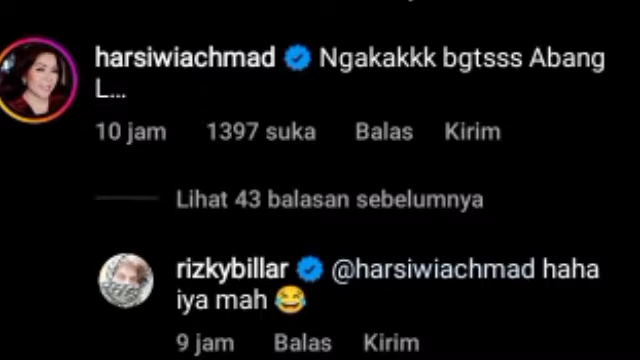 harsiwiachmad Ngakakkk bgtsss Abang
L...
10 jam 1397 suka Balas Kirim
Lihat 43 balasan sebelumnya
rizkybillar @harsiwiachmad haha
iya mah 😂
9 jam Balas Kirim